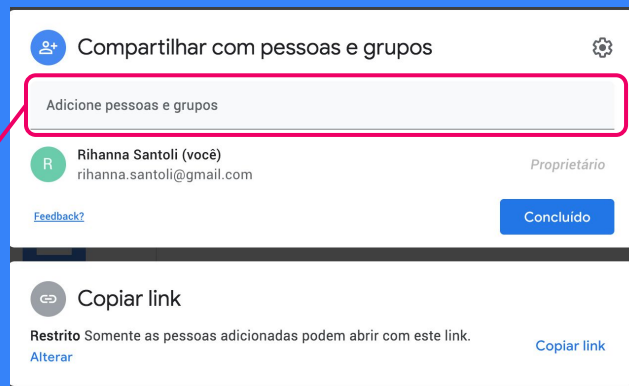 Compartilhar com pessoas e grupos
Adicione pessoas e grupos
R
Rihanna Santoli (você)
rihanna.santoli@gmail.com
Proprietário
Feedback?
Concluído
Copiar link
Restrito Somente as pessoas adicionadas podem abrir com este link.
Alterar
Copiar link